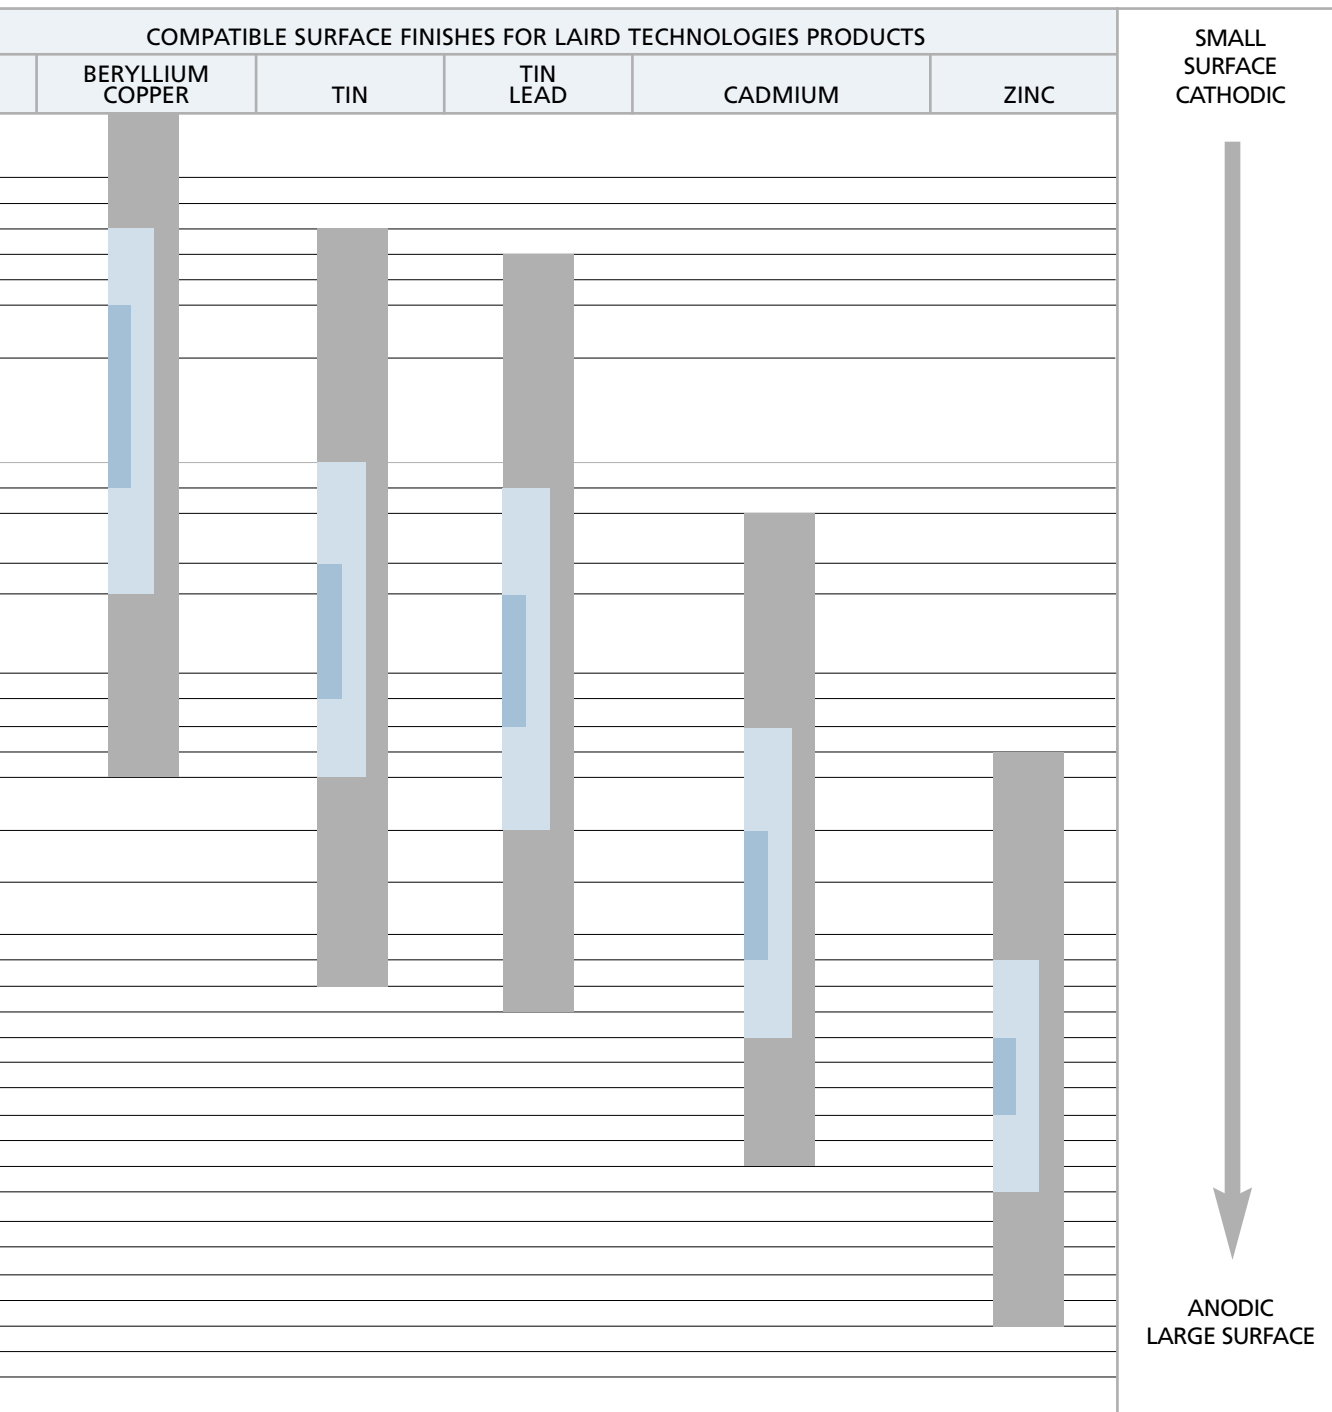 COMPATIBLE SURFACE FINISHES FOR LAIRD TECHNOLOGIES PRODUCTS
BERYLLIUM
COPPER
TIN
TIN
LEAD
CADMIUM
ZINC
SMALL
SURFACE
CATHODIC
ANODIC
LARGE SURFACE